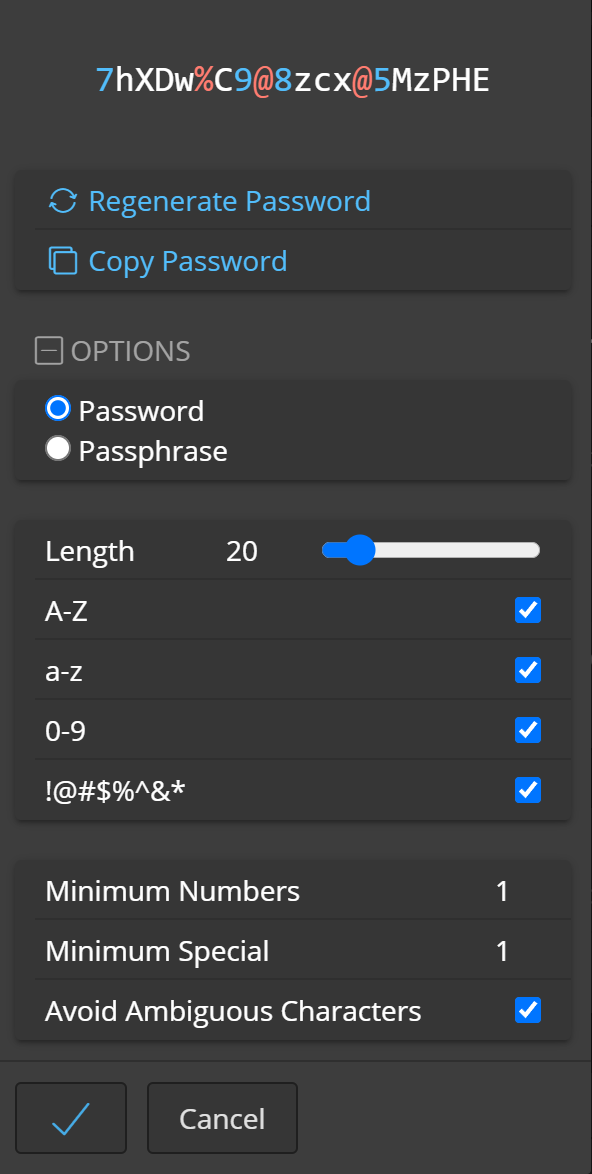 7hXDw%C9@8zcx@5MzPHE
Regenerate Password
Copy Password
OPTIONS
Password
Passphrase
Length 20
A-Z
a-z
0-9
!@#$%^&*
Minimum Numbers 1
Minimum Special 1
Avoid Ambiguous Characters
Cancel